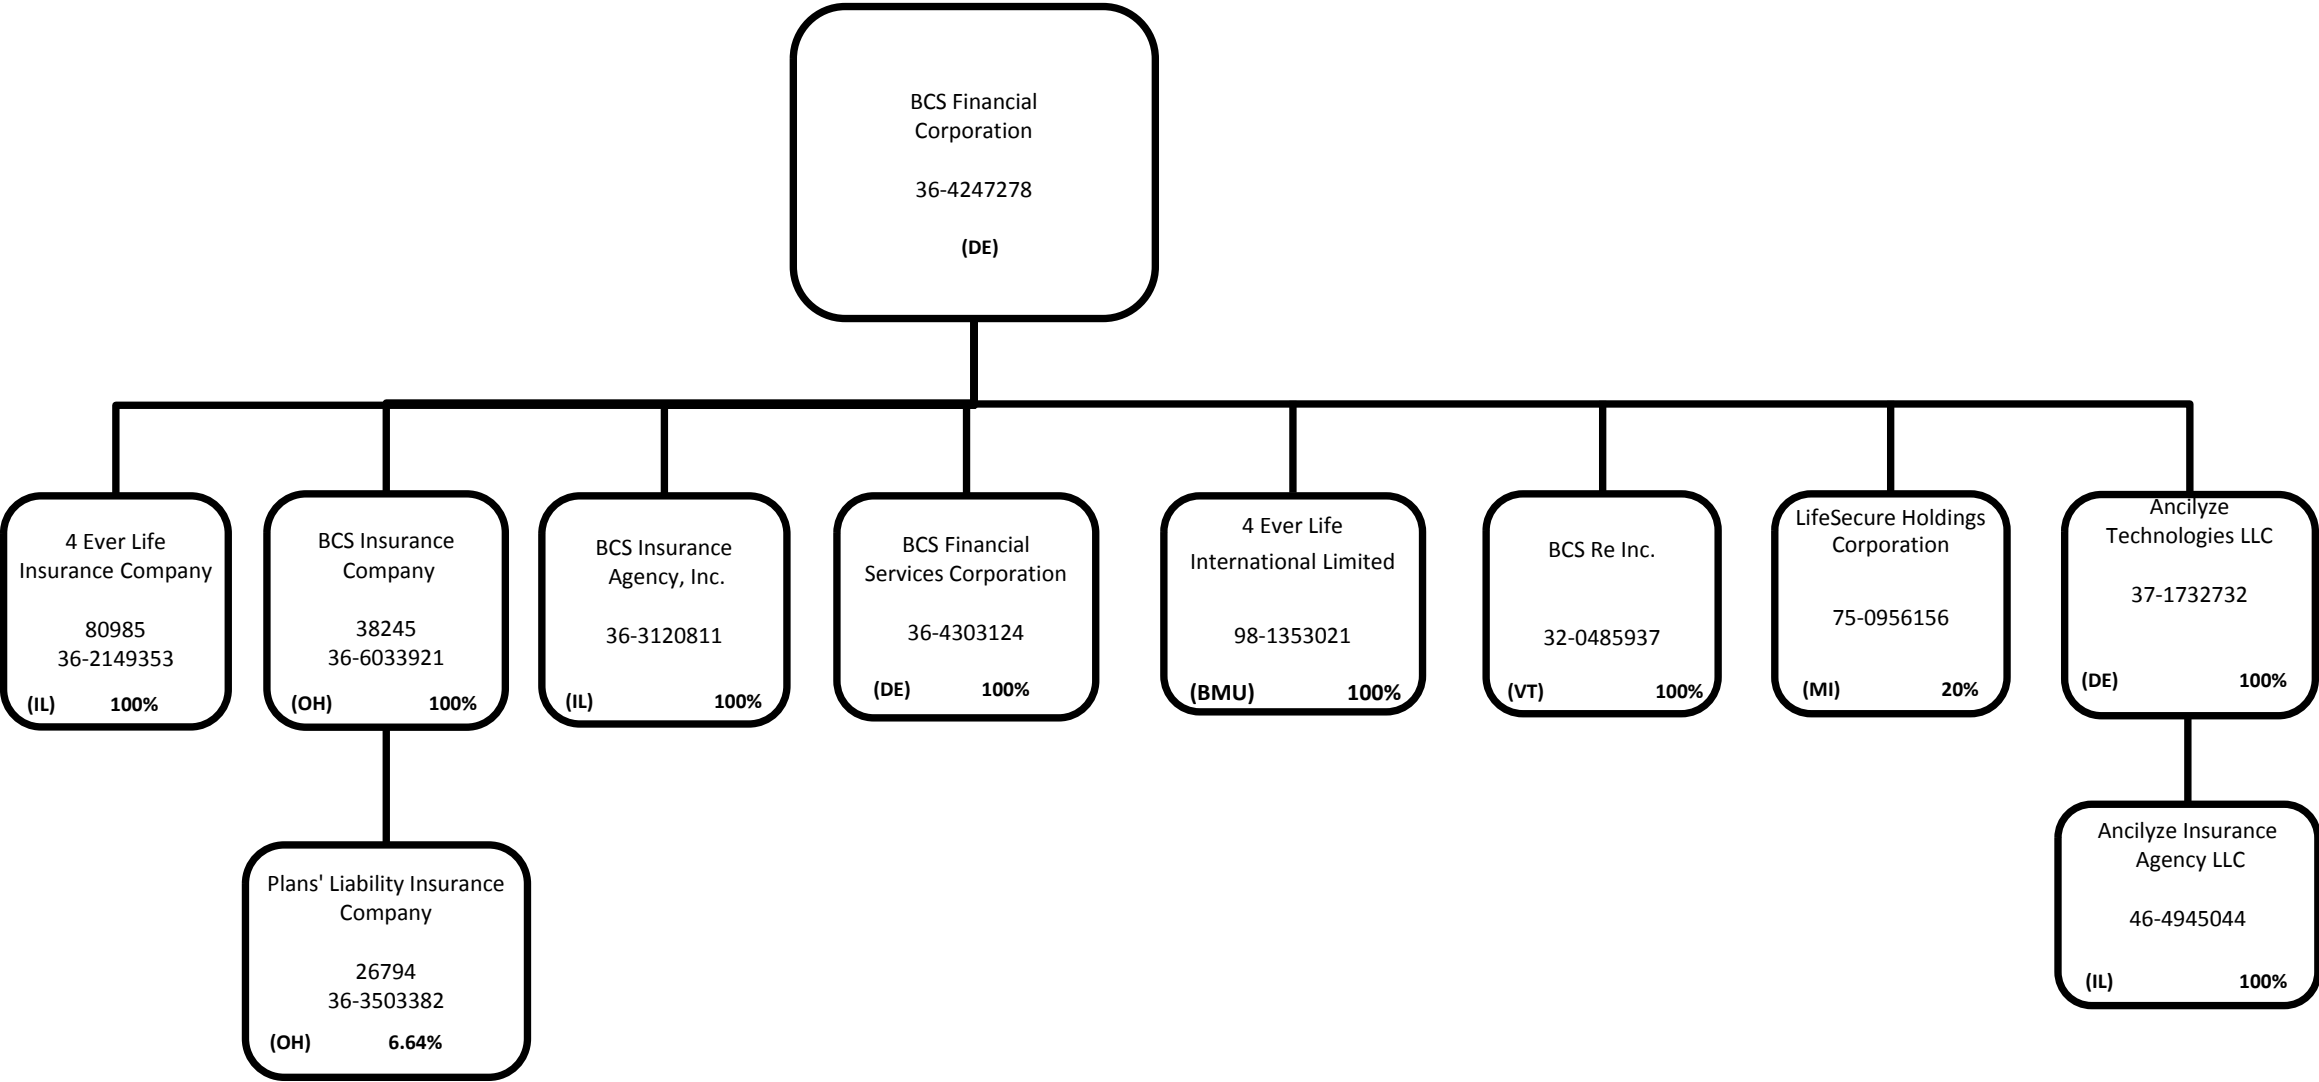 BCS Financial
Corporation
36-4247278
(DE)
4 Ever Life
Insurance Company
80985
36-2149353
(IL) 100%
BCS Insurance
Company
38245
36-6033921
(OH) 100%
BCS Insurance
Agency, Inc.
36-3120811
(IL) 100%
BCS Financial
Services Corporation
36-4303124
(DE) 100%
4 Ever Life
International Limited
98-1353021
(BMU) 100%
BCS Re Inc.
32-0485937
(VT) 100%
LifeSecure Holdings
Corporation
75-0956156
(MI) 20%
Ancilyze
Technologies LLC
37-1732732
(DE) 100%
Plans' Liability Insurance
Company
26794
36-3503382
(OH) 6.64%
Ancilyze Insurance
Agency LLC
46-4945044
(IL) 100%